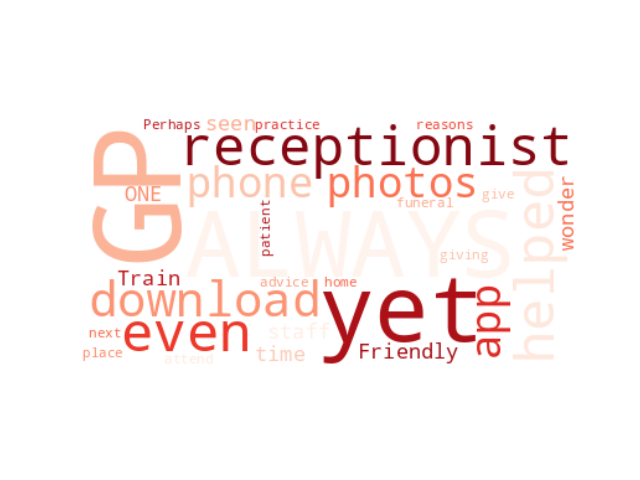 Perhaps seen practice reasons
receptionist
GP
ONE phone photos give
funeral
wonder
patient
ALWAYS
helped
giving
Train
advice home
download
yet
app
next even staff
place
time
Friendly
attend